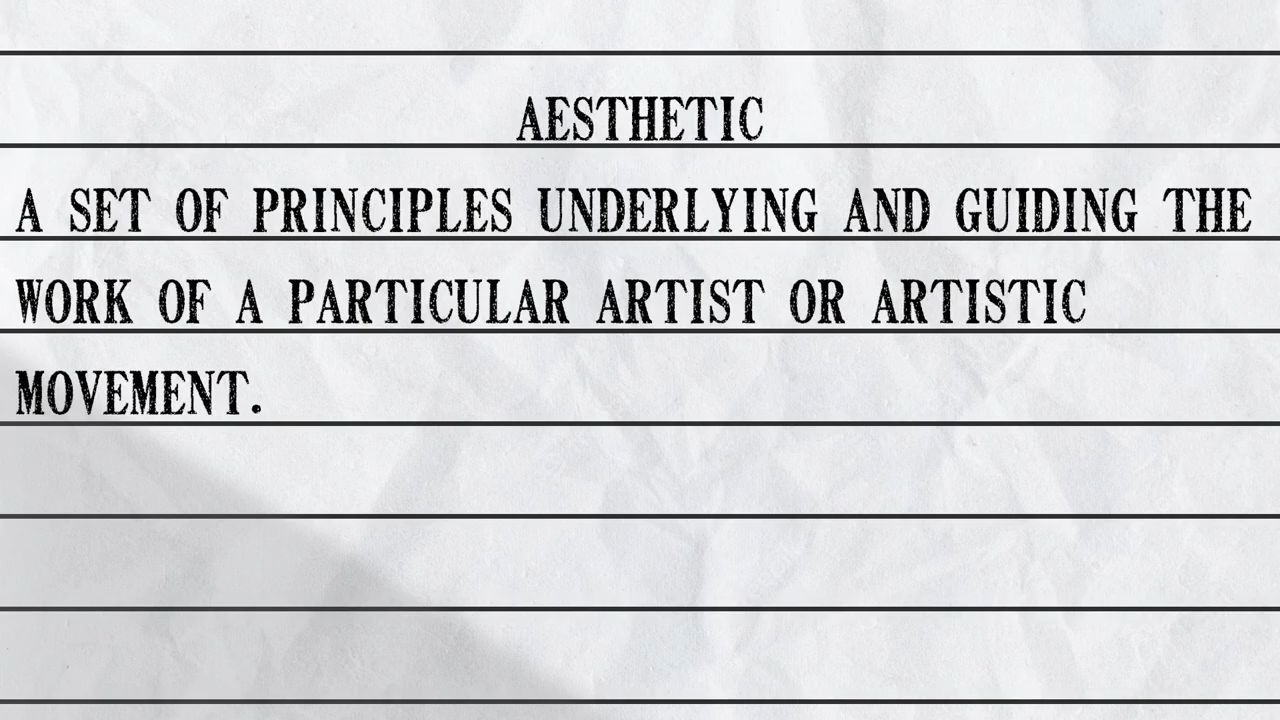 AESTHETIC
A SET OF PRINCIPLES UNDERLYING AND GUIDING THE
WORK OF A PARTICULAR ARTIST OR ARTISTIC
MOVEMENT.